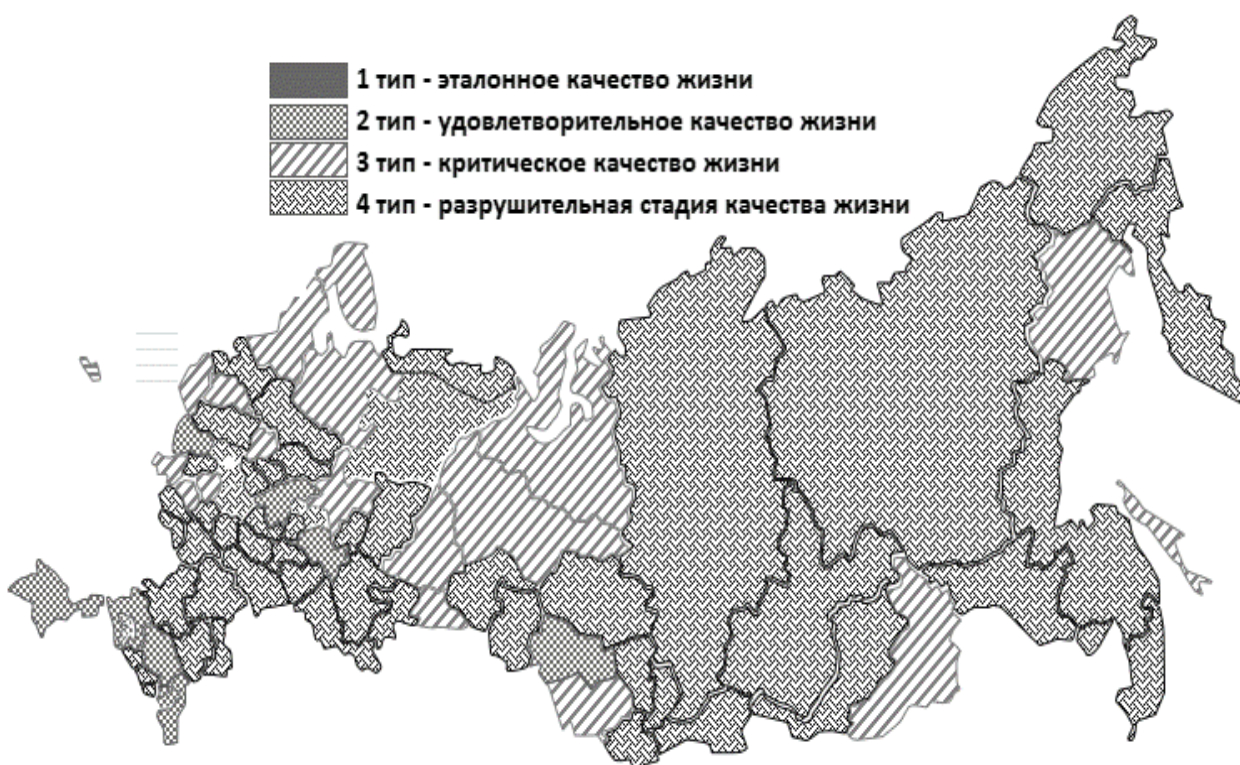 1 тип - эталонное качество жизни
2 тип - удовлетворительное качество жизни
3 тип - критическое качество жизни
4 тип - разрушительная стадия качества жизни